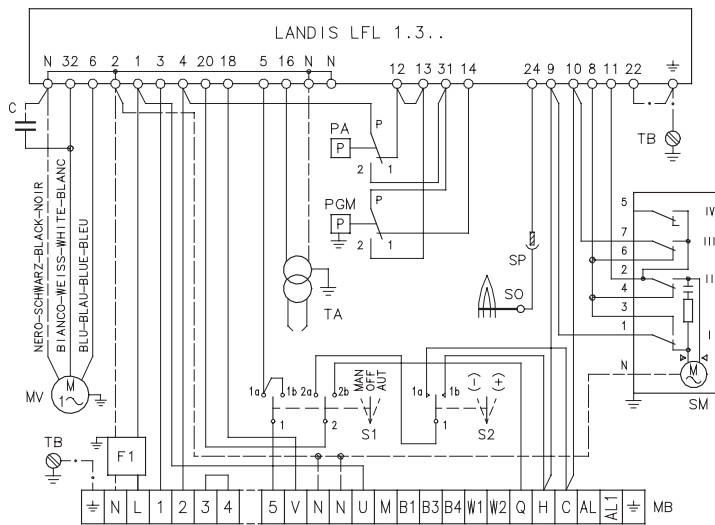 LANDIS LFL 1.3..
N 32 6 2 1 3 4 20 18 5 16 N N 12 13 31 14 24 9 10 8 11 22
C
PA P P 2 1
TB
PGM P P 2 1
NERO-SCHWARZ-BLACK-NOIR
BIANCO-WEISS-WHITE-BLANC
BLU-BLAU-BLUE-BLEU
SP
SO
TA
5 IV
7 III
6
2 II
4
3
1 I
N
M
SM
M
1~
MV
1a 1b 2a 2b MAN OFF AUT 1a 1b (-) (+)
1 2 S1 1 S2
TB
F1
N L 1 2 3 4 5 V N N U M B1 B3 B4 W1 W2 Q H C AL AL1 MB